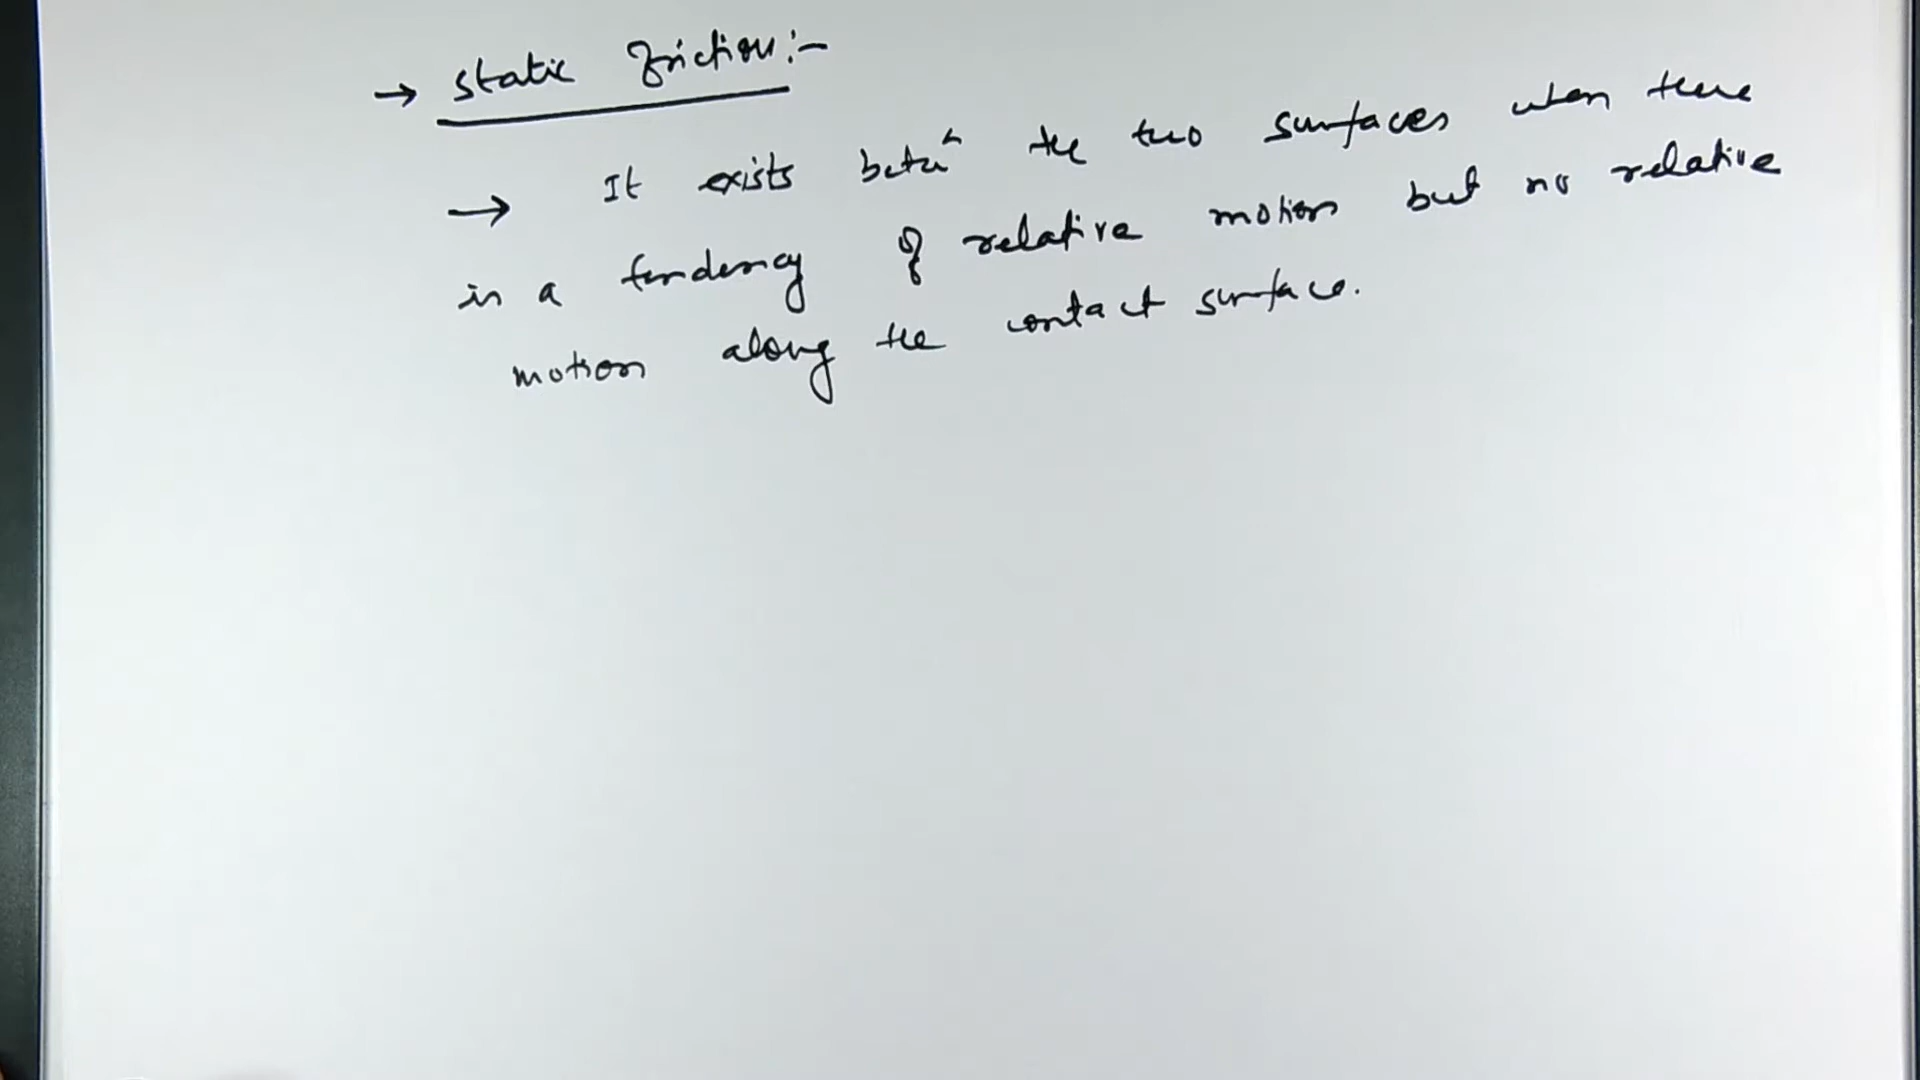 → static friction:-
→ It exists betwⁿ the two surfaces when there
is a tendency of relative motion but no relative
motion along the contact surface.